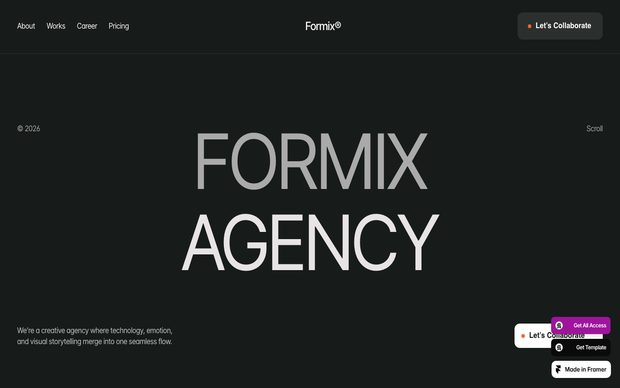 About Works Career Pricing
Formix®
Let's Collaborate
© 2026
Scroll
FORMIX
AGENCY
We're a creative agency where technology, emotion,
and visual storytelling merge into one seamless flow.
Let's Collaborate
Get All Access
Get Template
Made in Framer